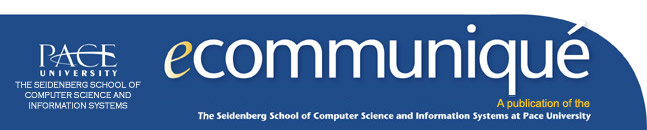 PACE
UNIVERSITY
THE SEIDENBERG SCHOOL OF
COMPUTER SCIENCE AND
INFORMATION SYSTEMS
ecommuniqué
A publication of the
The Seidenberg School of Computer Science and Information Systems at Pace University